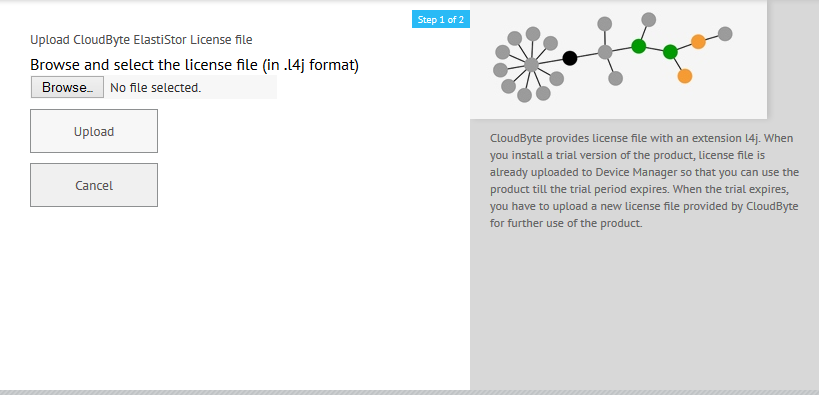 Step 1 of 2
Upload CloudByte ElastiStor License file
Browse and select the license file (in .l4j format)
Browse… No file selected.
Upload
Cancel
CloudByte provides license file with an extension l4j. When
you install a trial version of the product, license file is
already uploaded to Device Manager so that you can use the
product till the trial period expires. When the trial expires,
you have to upload a new license file provided by CloudByte
for further use of the product.